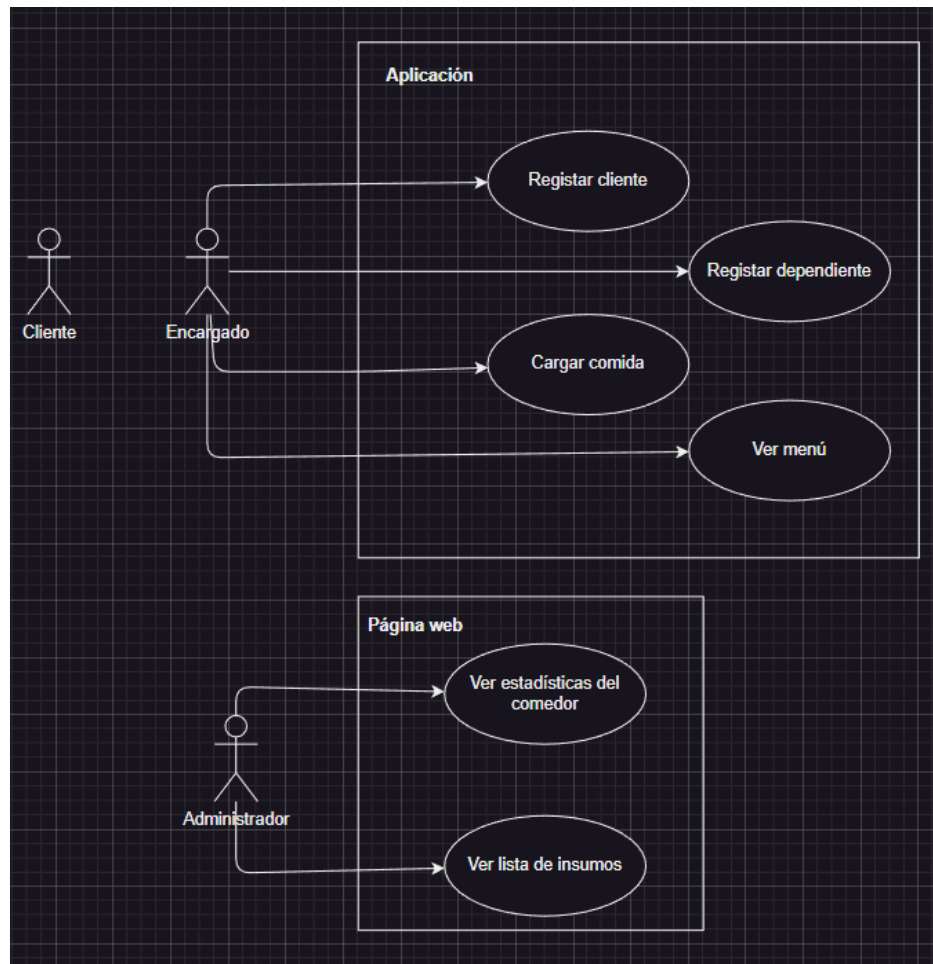 Aplicación
Registar cliente
Registar dependiente
Cliente
Encargado
Cargar comida
Ver menú
Página web
Ver estadísticas del
comedor
Administrador
Ver lista de insumos